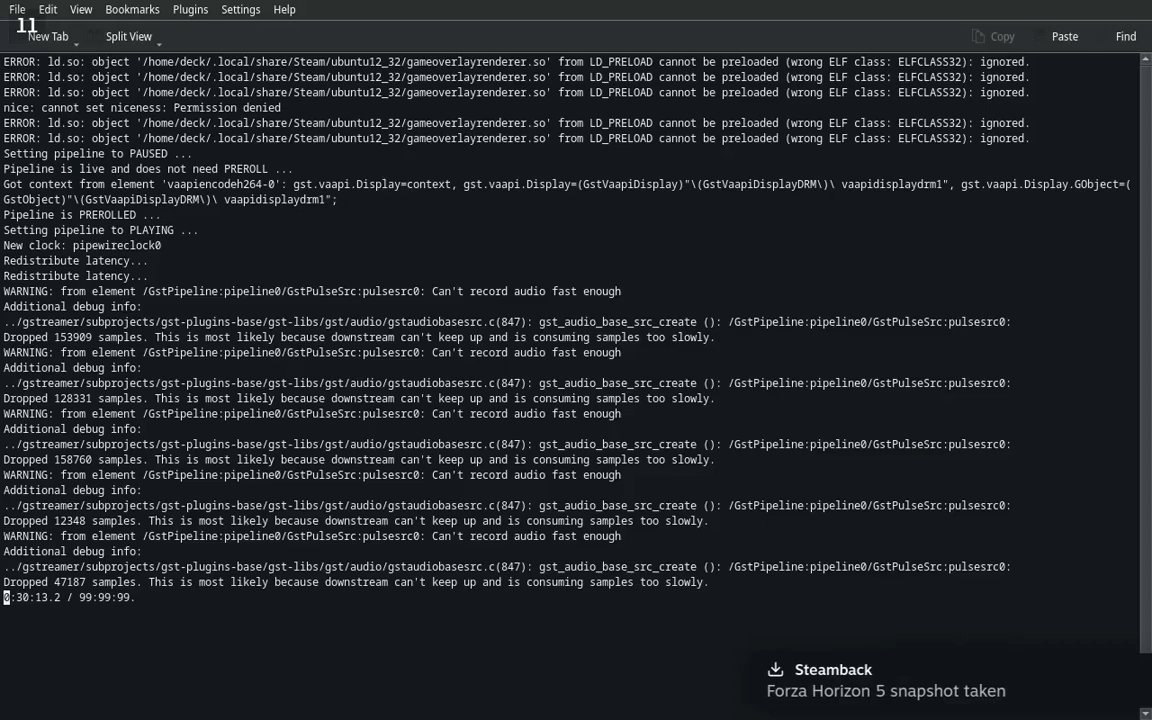 File Edit View Bookmarks Plugins Settings Help
11
New Tab Split View Copy Paste Find
ERROR: ld.so: object '/home/deck/.local/share/Steam/ubuntu12_32/gameoverlayrenderer.so' from LD_PRELOAD cannot be preloaded (wrong ELF class: ELFCLASS32): ignored.
ERROR: ld.so: object '/home/deck/.local/share/Steam/ubuntu12_32/gameoverlayrenderer.so' from LD_PRELOAD cannot be preloaded (wrong ELF class: ELFCLASS32): ignored.
ERROR: ld.so: object '/home/deck/.local/share/Steam/ubuntu12_32/gameoverlayrenderer.so' from LD_PRELOAD cannot be preloaded (wrong ELF class: ELFCLASS32): ignored.
nice: cannot set niceness: Permission denied
ERROR: ld.so: object '/home/deck/.local/share/Steam/ubuntu12_32/gameoverlayrenderer.so' from LD_PRELOAD cannot be preloaded (wrong ELF class: ELFCLASS32): ignored.
ERROR: ld.so: object '/home/deck/.local/share/Steam/ubuntu12_32/gameoverlayrenderer.so' from LD_PRELOAD cannot be preloaded (wrong ELF class: ELFCLASS32): ignored.
Setting pipeline to PAUSED ...
Pipeline is live and does not need PREROLL ...
Got context from element 'vaapiencodeh264-0': gst.vaapi.Display=context, gst.vaapi.Display=(GstVaapiDisplay)"\(GstVaapiDisplayDRM\)\ vaapidisplaydrm1", gst.vaapi.Display.GObject=(
GstObject)"\(GstVaapiDisplayDRM\)\ vaapidisplaydrm1";
Pipeline is PREROLLED ...
Setting pipeline to PLAYING ...
New clock: pipewireclock0
Redistribute latency...
Redistribute latency...
WARNING: from element /GstPipeline:pipeline0/GstPulseSrc:pulsesrc0: Can't record audio fast enough
Additional debug info:
../gstreamer/subprojects/gst-plugins-base/gst-libs/gst/audio/gstaudiobasesrc.c(847): gst_audio_base_src_create (): /GstPipeline:pipeline0/GstPulseSrc:pulsesrc0:
Dropped 153909 samples. This is most likely because downstream can't keep up and is consuming samples too slowly.
WARNING: from element /GstPipeline:pipeline0/GstPulseSrc:pulsesrc0: Can't record audio fast enough
Additional debug info:
../gstreamer/subprojects/gst-plugins-base/gst-libs/gst/audio/gstaudiobasesrc.c(847): gst_audio_base_src_create (): /GstPipeline:pipeline0/GstPulseSrc:pulsesrc0:
Dropped 128331 samples. This is most likely because downstream can't keep up and is consuming samples too slowly.
WARNING: from element /GstPipeline:pipeline0/GstPulseSrc:pulsesrc0: Can't record audio fast enough
Additional debug info:
../gstreamer/subprojects/gst-plugins-base/gst-libs/gst/audio/gstaudiobasesrc.c(847): gst_audio_base_src_create (): /GstPipeline:pipeline0/GstPulseSrc:pulsesrc0:
Dropped 158760 samples. This is most likely because downstream can't keep up and is consuming samples too slowly.
WARNING: from element /GstPipeline:pipeline0/GstPulseSrc:pulsesrc0: Can't record audio fast enough
Additional debug info:
../gstreamer/subprojects/gst-plugins-base/gst-libs/gst/audio/gstaudiobasesrc.c(847): gst_audio_base_src_create (): /GstPipeline:pipeline0/GstPulseSrc:pulsesrc0:
Dropped 12348 samples. This is most likely because downstream can't keep up and is consuming samples too slowly.
WARNING: from element /GstPipeline:pipeline0/GstPulseSrc:pulsesrc0: Can't record audio fast enough
Additional debug info:
../gstreamer/subprojects/gst-plugins-base/gst-libs/gst/audio/gstaudiobasesrc.c(847): gst_audio_base_src_create (): /GstPipeline:pipeline0/GstPulseSrc:pulsesrc0:
Dropped 47187 samples. This is most likely because downstream can't keep up and is consuming samples too slowly.
0:30:13.2 / 99:99:99.
Steamback
Forza Horizon 5 snapshot taken